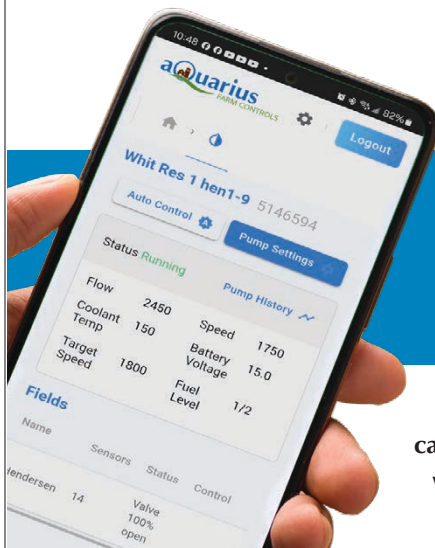 10:48
82%
aQuarius
FARM CONTROLS
Logout
Whit Res 1 hen1-9 5146594
Auto Control
Pump Settings
Status Running
Pump History
Flow 2450 Speed 1750
Coolant Temp 150 Battery Voltage 15.0
Target Speed 1800 Fuel Level 1/2
Fields
Name Sensors Status Control
Hendersen 14 Valve 100% open
ca